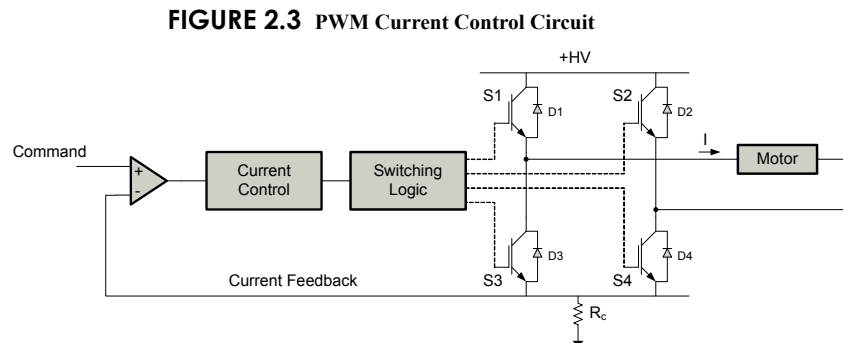 FIGURE 2.3 PWM Current Control Circuit
+HV
S1
D1
S2
D2
Command
+
-
Current
Control
Switching
Logic
I
Motor
S3
D3
S4
D4
Current Feedback
Rc